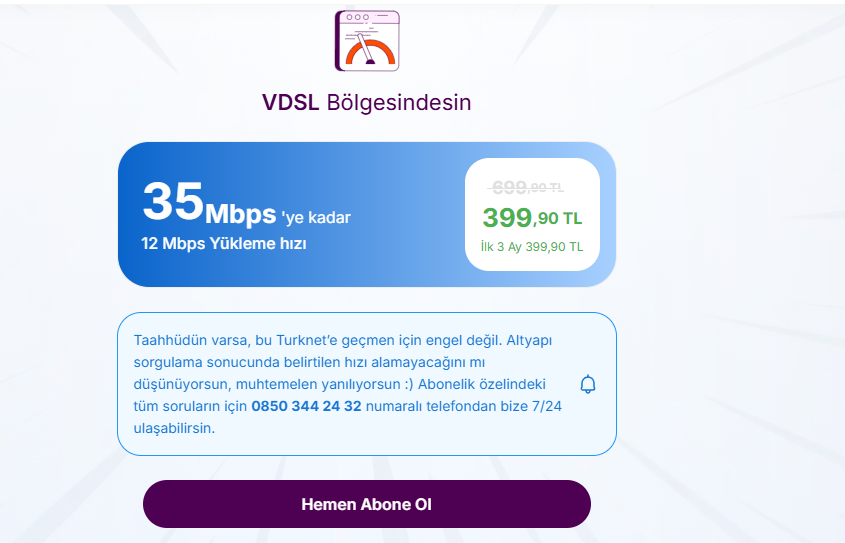 VDSL Bölgesindesin
35Mbps 'ye kadar
12 Mbps Yükleme hızı
699,90 TL
399,90 TL
İlk 3 Ay 399,90 TL
Taahhüdün varsa, bu Turknet’e geçmen için engel değil. Altyapı
sorgulama sonucunda belirtilen hızı alamayacağını mı
düşünüyorsun, muhtemelen yanılıyorsun :) Abonelik özelindeki
tüm soruların için 0850 344 24 32 numaralı telefondan bize 7/24
ulaşabilirsin.
Hemen Abone Ol